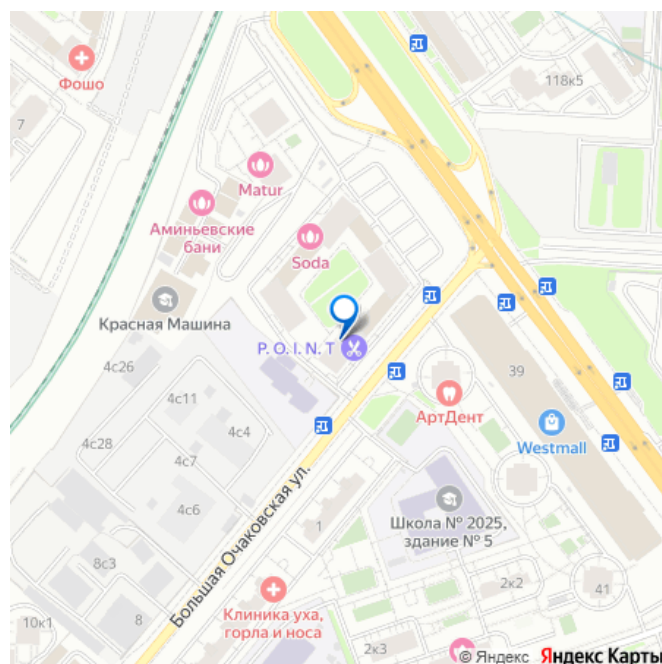 118к5
Фошо
7
Matur
Аминьевские
бани
Soda
Красная Машина
P. O. I. N. T
4с26
39
4с11
АртДент
4с4
4с28
Westmall
4с7
4с6
Школа № 2025,
здание № 5
1
8с3
2к2
41
Большая Очаковская ул.
Клиника уха,
горла и носа
10к1
8
2к3
© Яндекс Яндекс Карты